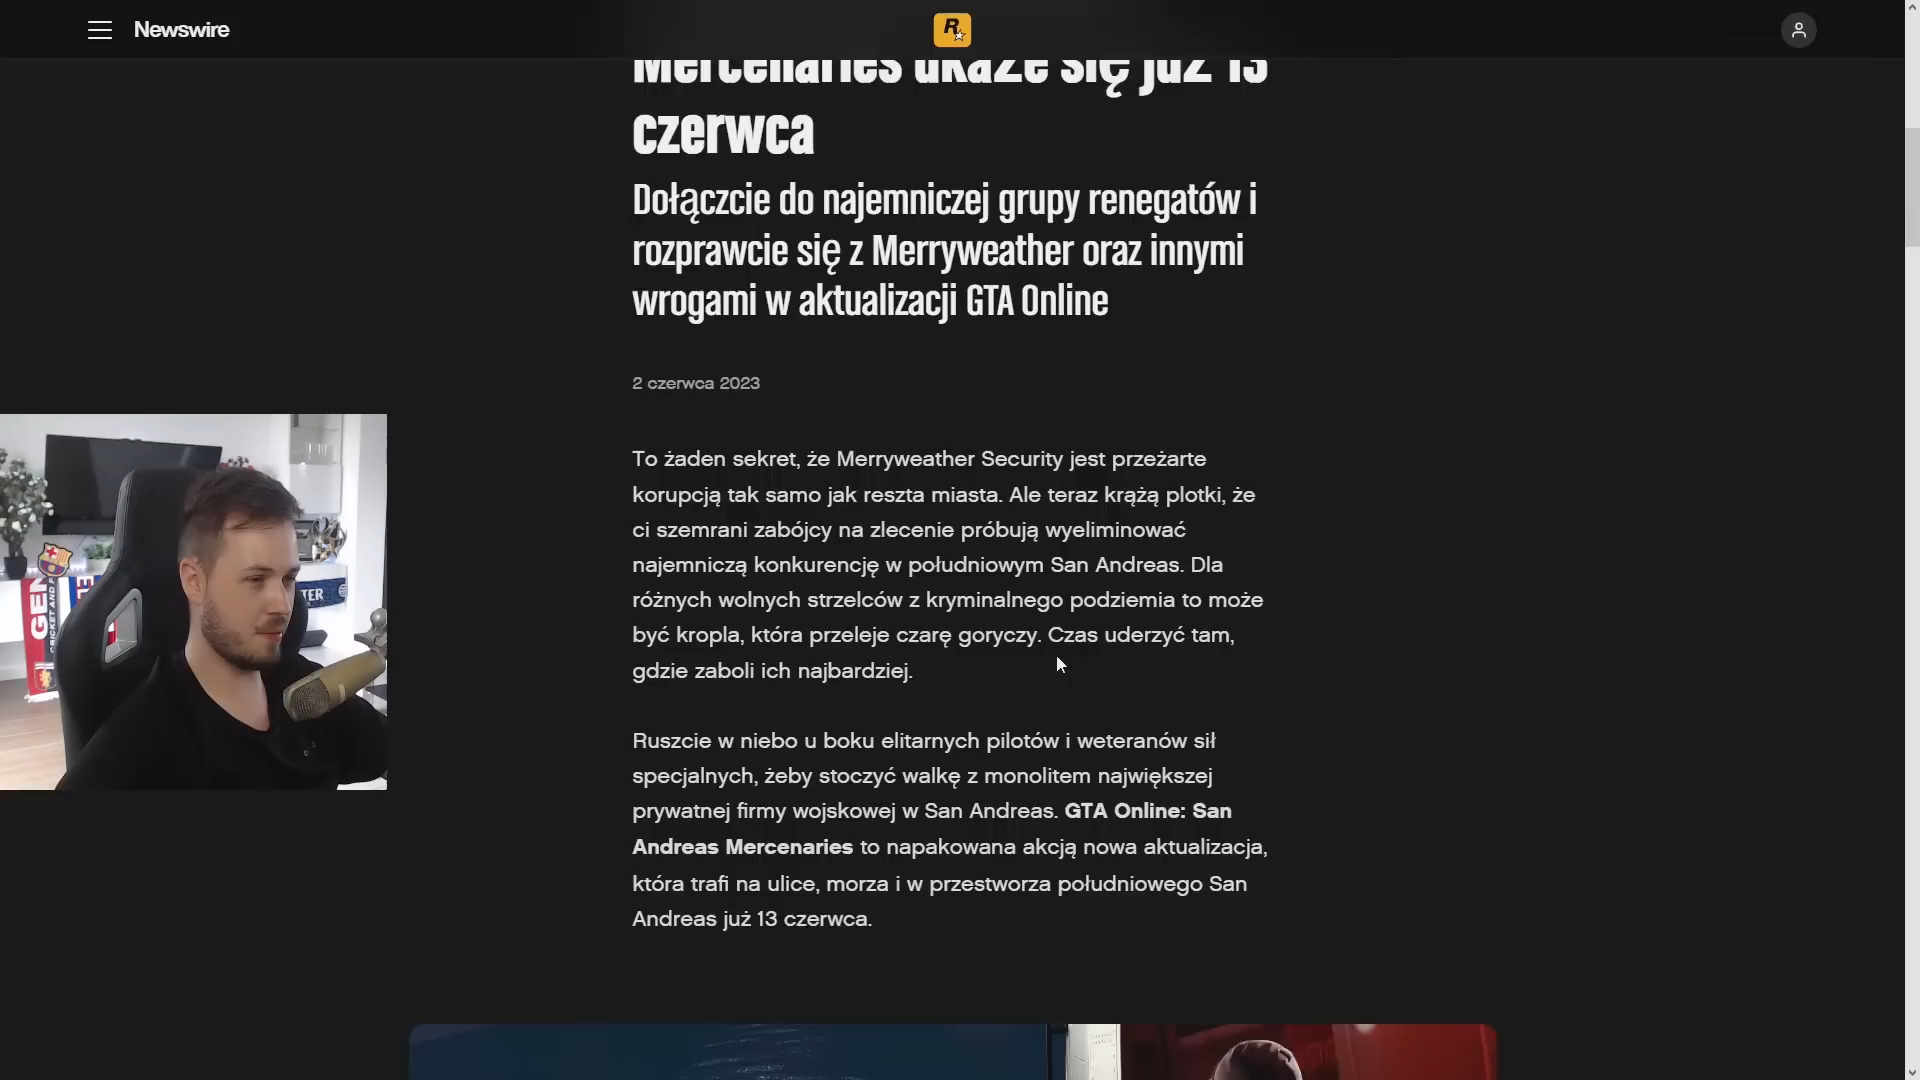 Newswire
Mercenaries ukaże się już 13
czerwca
Dołączcie do najemniczej grupy renegatów i
rozprawcie się z Merryweather oraz innymi
wrogami w aktualizacji GTA Online
2 czerwca 2023
To żaden sekret, że Merryweather Security jest przeżarte
korupcją tak samo jak reszta miasta. Ale teraz krążą plotki, że
ci szemrani zabójcy na zlecenie próbują wyeliminować
najemniczą konkurencję w południowym San Andreas. Dla
różnych wolnych strzelców z kryminalnego podziemia to może
być kropla, która przeleje czarę goryczy. Czas uderzyć tam,
gdzie zaboli ich najbardziej.
Ruszcie w niebo u boku elitarnych pilotów i weteranów sił
specjalnych, żeby stoczyć walkę z monolitem największej
prywatnej firmy wojskowej w San Andreas. GTA Online: San
Andreas Mercenaries to napakowana akcją nowa aktualizacja,
która trafi na ulice, morza i w przestworza południowego San
Andreas już 13 czerwca.